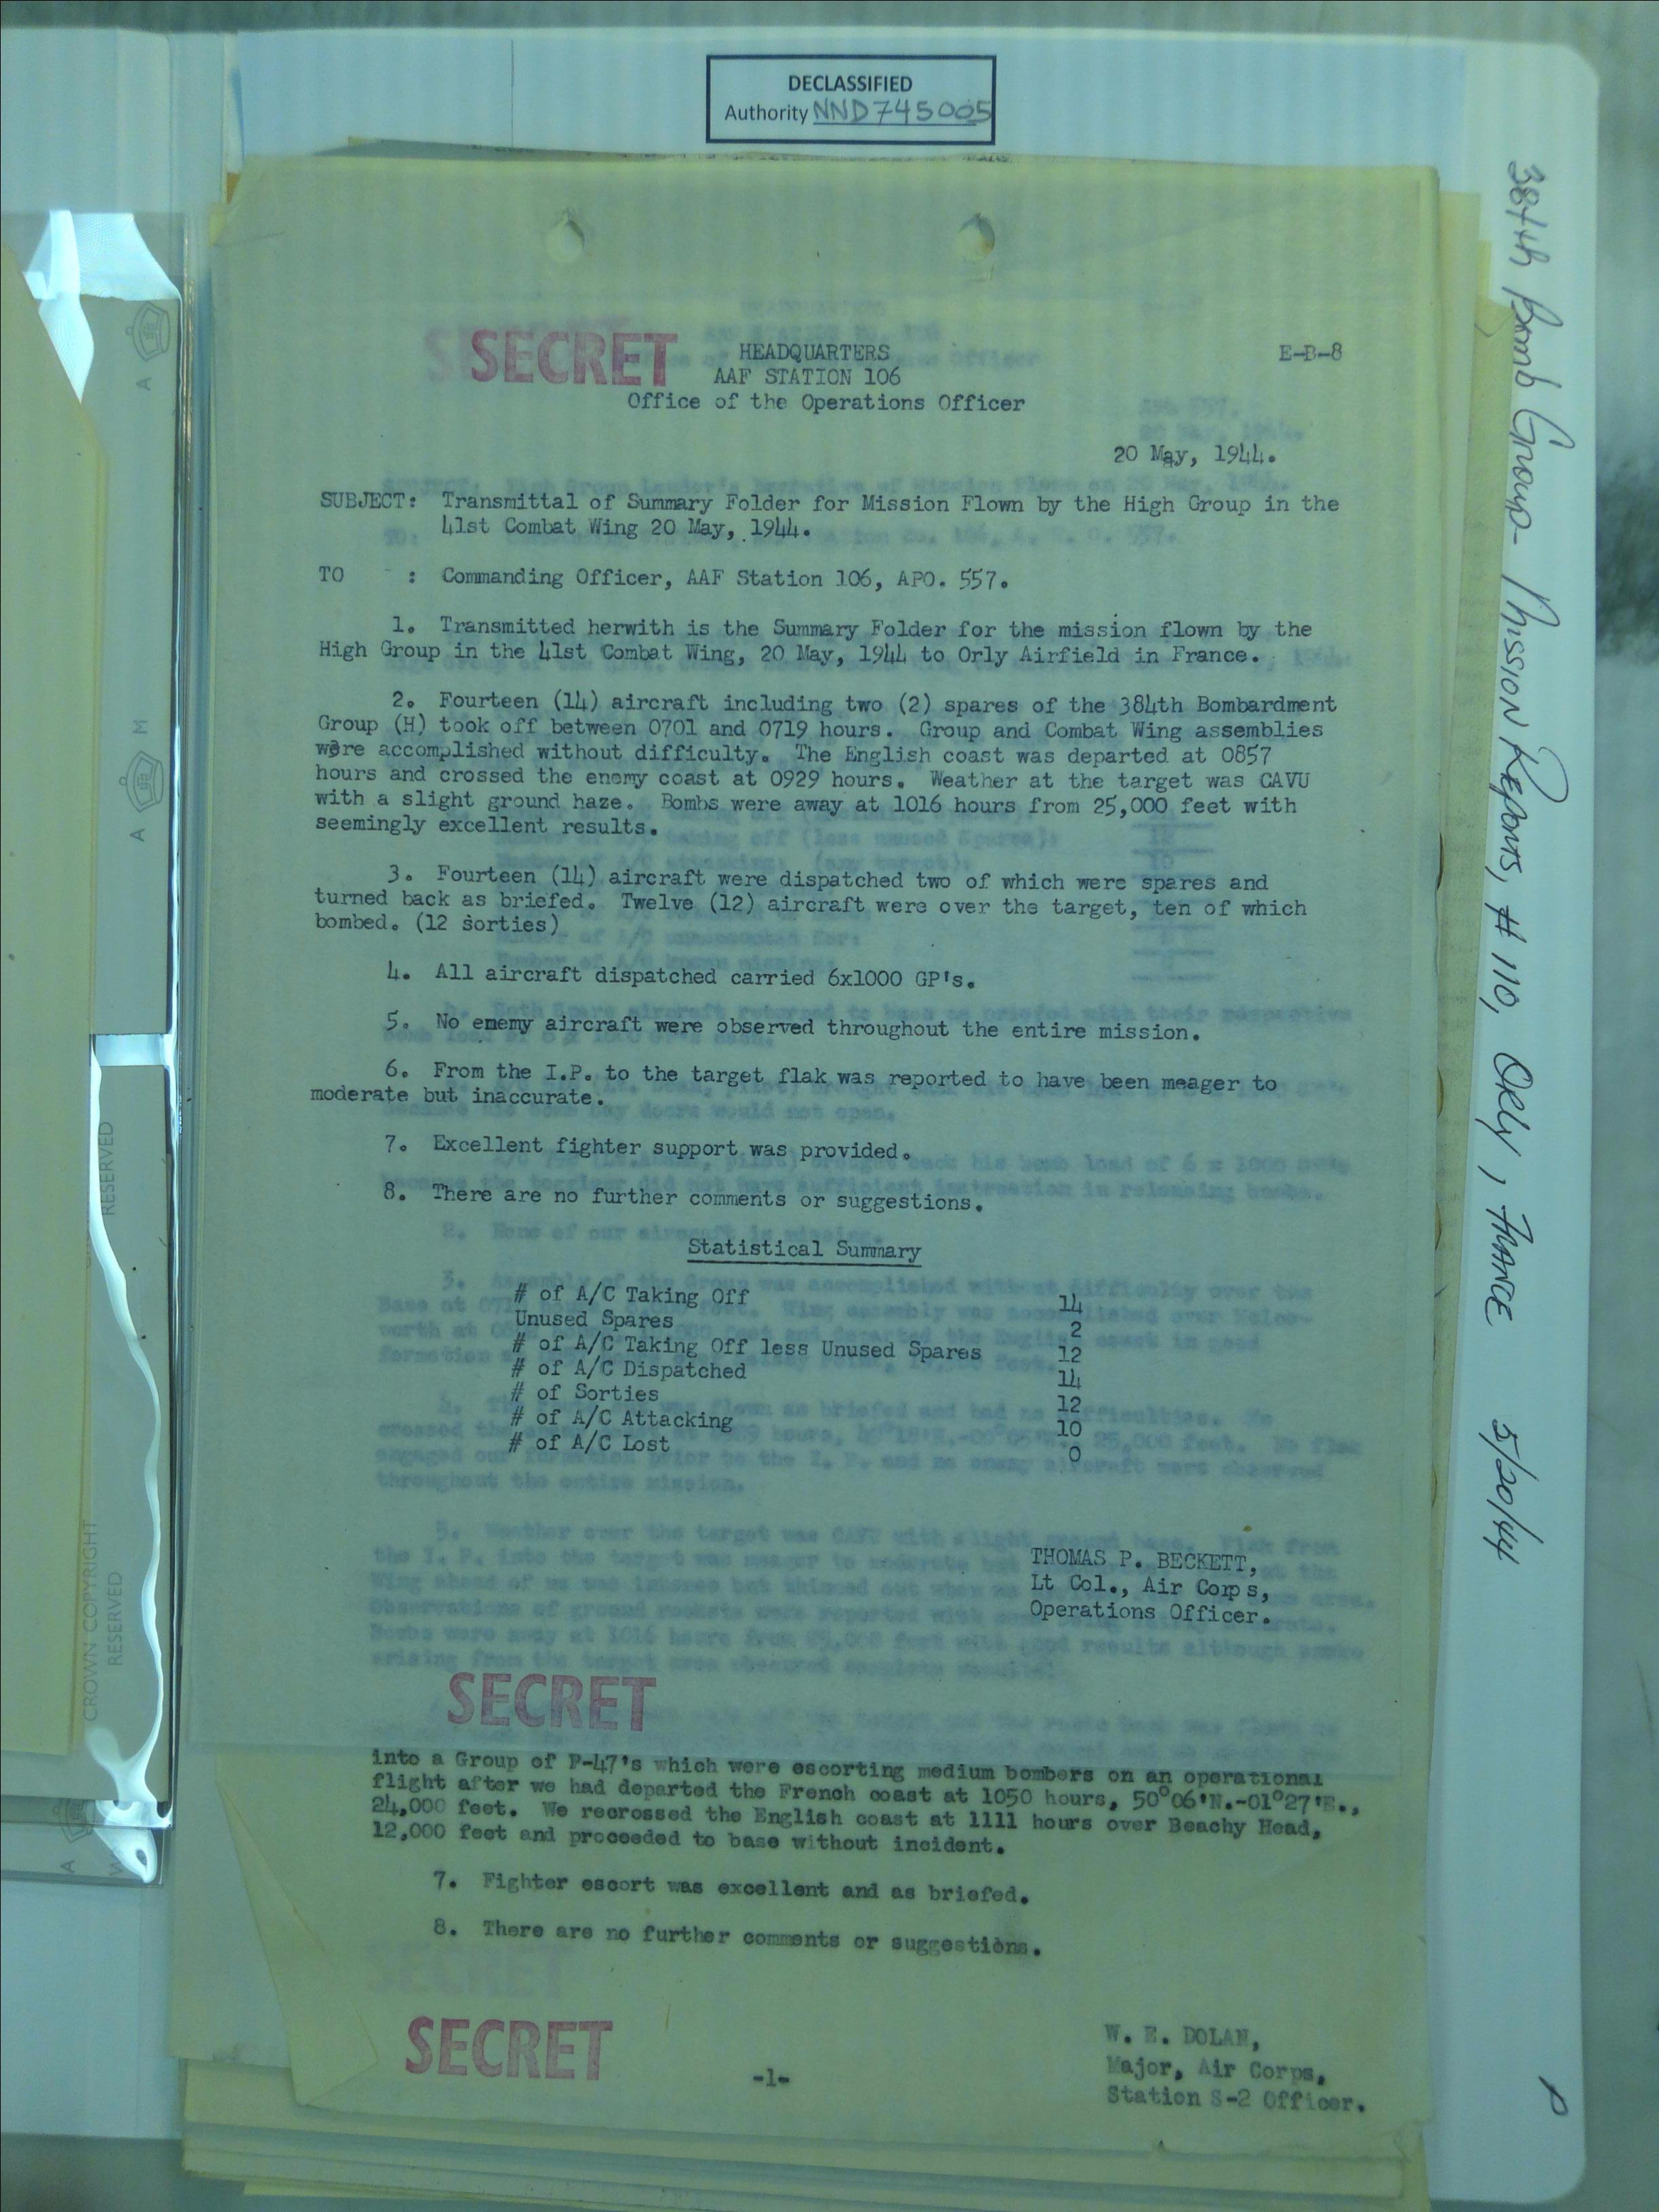 DECLASSIFIED
Authority NND745005
SECRET
HEADQUARTERS
E-B-8
AAF STATION 106
Office of the Operations Officer
20 May, 1944.
SUBJECT: Transmittal of Summary Folder for Mission Flown by the High Group in the
41st Combat Wing 20 May, 1944.
TO : Commanding Officer, AAF Station 106, APO. 557.
1. Transmitted herwith is the Summary Folder for the mission flown by the
High Group in the 41st Combat Wing, 20 May, 1944 to Orly Airfield in France.
2. Fourteen (14) aircraft including two (2) spares of the 384th Bombardment
Group (H) took off between 0701 and 0719 hours. Group and Combat Wing assemblies
were accomplished without difficulty. The English coast was departed at 0857
hours and crossed the enemy coast at 0929 hours. Weather at the target was CAVU
with a slight ground haze. Bombs were away at 1016 hours from 25,000 feet with
seemingly excellent results.
3. Fourteen (14) aircraft were dispatched two of which were spares and
turned back as briefed. Twelve (12) aircraft were over the target, ten of which
bombed. (12 sorties)
4. All aircraft dispatched carried 6x1000 GP's.
5. No enemy aircraft were observed throughout the entire mission.
6. From the I.P. to the target flak was reported to have been meager to
moderate but inaccurate.
7. Excellent fighter support was provided.
8. There are no further comments or suggestions.
Statistical Summary
# of A/C Taking Off 14
Unused Spares 2
# of A/C Taking Off less Unused Spares 12
# of A/C Dispatched 14
# of Sorties 12
# of A/C Attacking 10
# of A/C Lost 0
THOMAS P. BECKETT,
Lt Col., Air Corps,
Operations Officer.
SECRET
into a Group of P-47's which were escorting medium bombers on an operational
flight after we had departed the French coast at 1050 hours, 50°06'N.-01°27'E.,
24,000 feet. We recrossed the English coast at 1111 hours over Beachy Head,
12,000 feet and proceeded to base without incident.
7. Fighter escort was excellent and as briefed.
8. There are no further comments or suggestions.
SECRET
-1-
W. E. DOLAN,
Major, Air Corps,
Station S-2 Officer.
384th Bomb Group- Mission Reports, # 110, Orly, France 5/20/44
CROWN COPYRIGHT
RESERVED
RESERVED